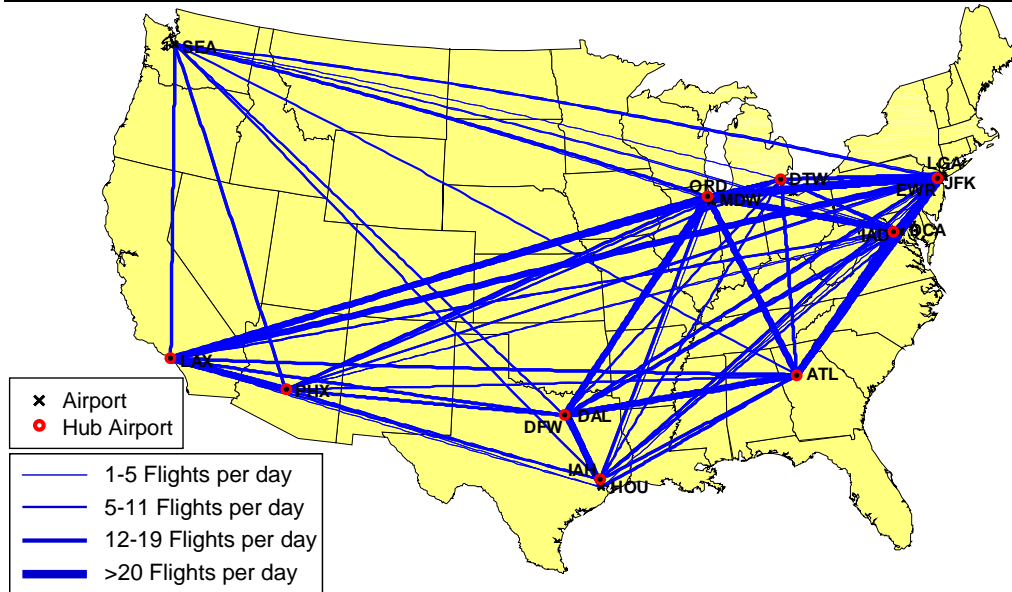 SEA
DTW
LGA
ORD
MDW
EWR
JFK
IAD
DCA
LAX
PHX
ATL
DAL
DFW
IAH
HOU
Airport
Hub Airport
1-5 Flights per day
5-11 Flights per day
12-19 Flights per day
>20 Flights per day